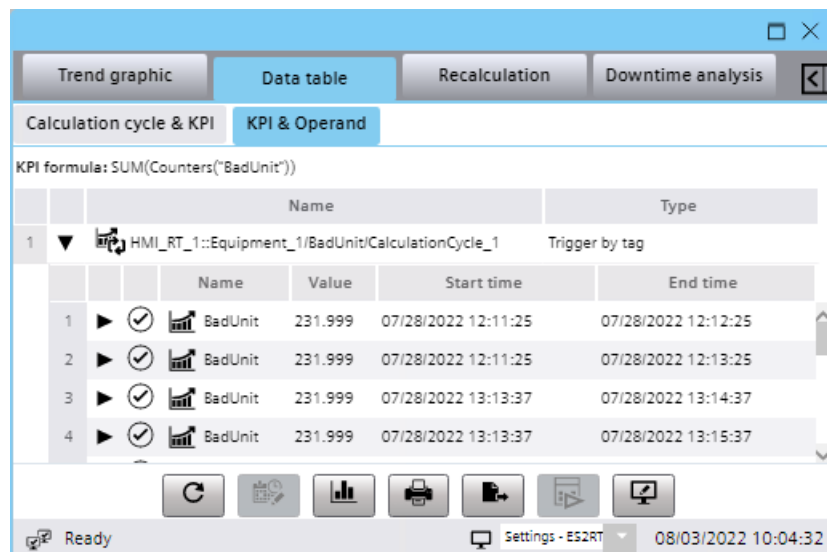 Trend graphic Data table Recalculation Downtime analysis
Calculation cycle & KPI KPI & Operand
KPI formula: SUM(Counters("BadUnit"))
Name Type
1 HMI_RT_1::Equipment_1/BadUnit/CalculationCycle_1 Trigger by tag
Name Value Start time End time
1 BadUnit 231.999 07/28/2022 12:11:25 07/28/2022 12:12:25
2 BadUnit 231.999 07/28/2022 12:11:25 07/28/2022 12:13:25
3 BadUnit 231.999 07/28/2022 13:13:37 07/28/2022 13:14:37
4 BadUnit 231.999 07/28/2022 13:13:37 07/28/2022 13:15:37
Ready Settings - ES2RT 08/03/2022 10:04:32